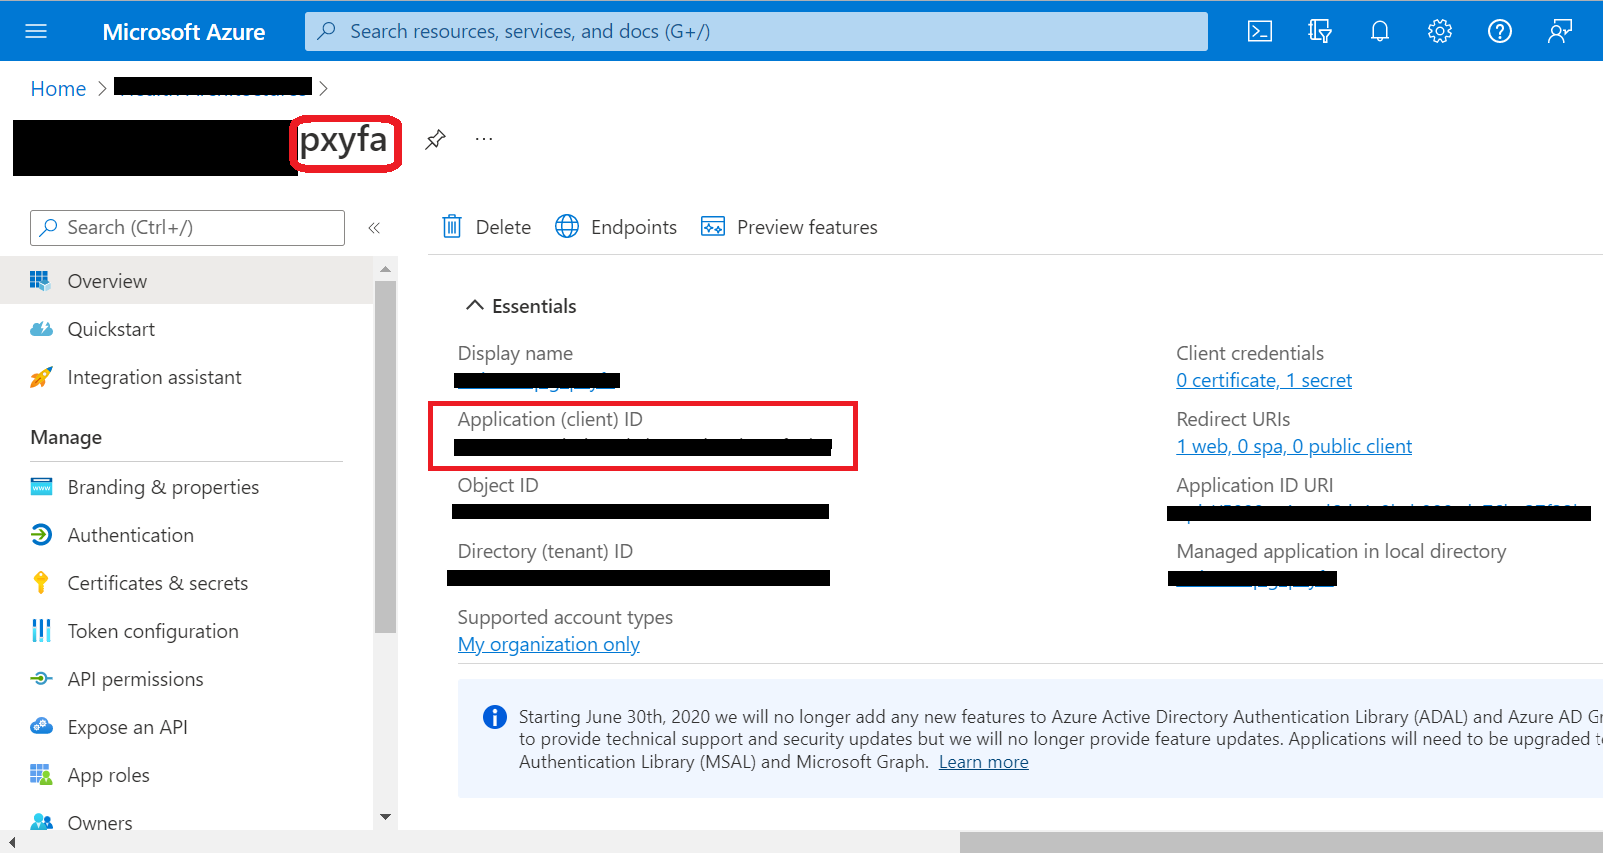 Microsoft Azure
Search resources, services, and docs (G+/)
Home
pxyfa
Search (Ctrl+/)
«
Delete
Endpoints
Preview features
Overview
Quickstart
Integration assistant
Manage
Branding & properties
Authentication
Certificates & secrets
Token configuration
API permissions
Expose an API
App roles
Owners
Essentials
Display name
Application (client) ID
Object ID
Directory (tenant) ID
Supported account types
My organization only
Client credentials
0 certificate, 1 secret
Redirect URIs
1 web, 0 spa, 0 public client
Application ID URI
Managed application in local directory
Starting June 30th, 2020 we will no longer add any new features to Azure Active Directory Authentication Library (ADAL) and Azure AD
to provide technical support and security updates but we will no longer provide feature updates. Applications will need to be upgraded
Authentication Library (MSAL) and Microsoft Graph. Learn more